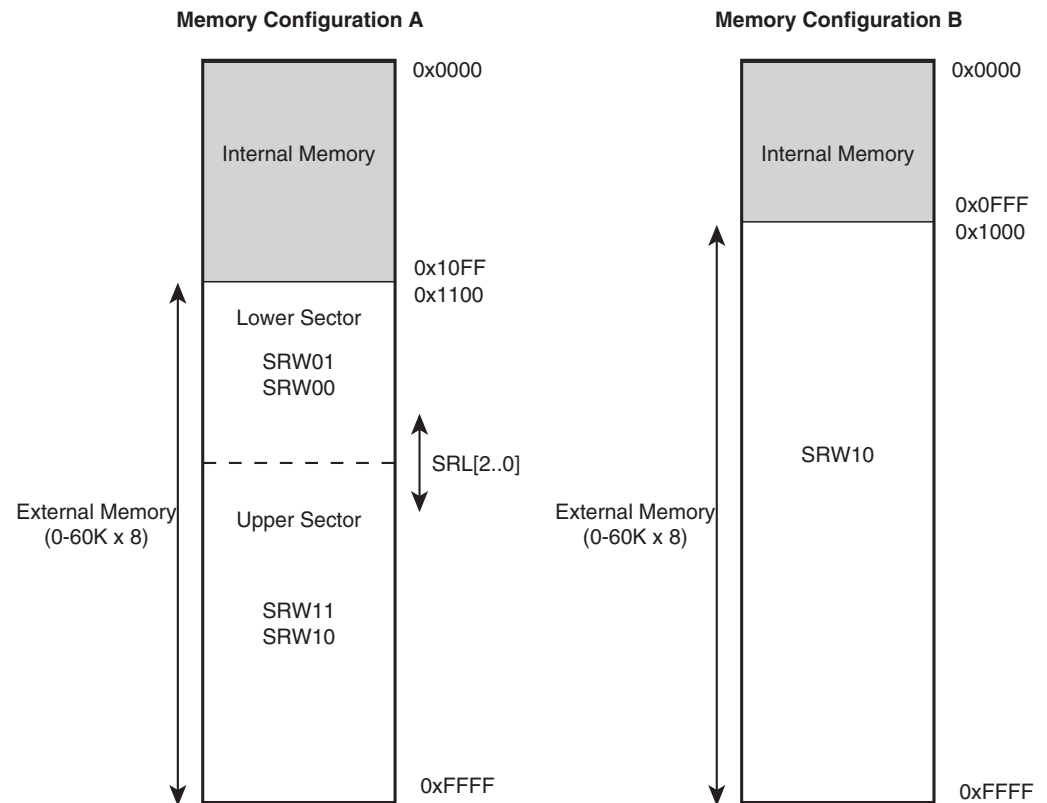 Memory Configuration A
0x0000
Internal Memory
0x10FF
0x1100
Lower Sector
SRW01
SRW00
SRL[2..0]
External Memory
(0-60K x 8)
Upper Sector
SRW11
SRW10
0xFFFF
Memory Configuration B
0x0000
Internal Memory
0x0FFF
0x1000
SRW10
External Memory
(0-60K x 8)
0xFFFF